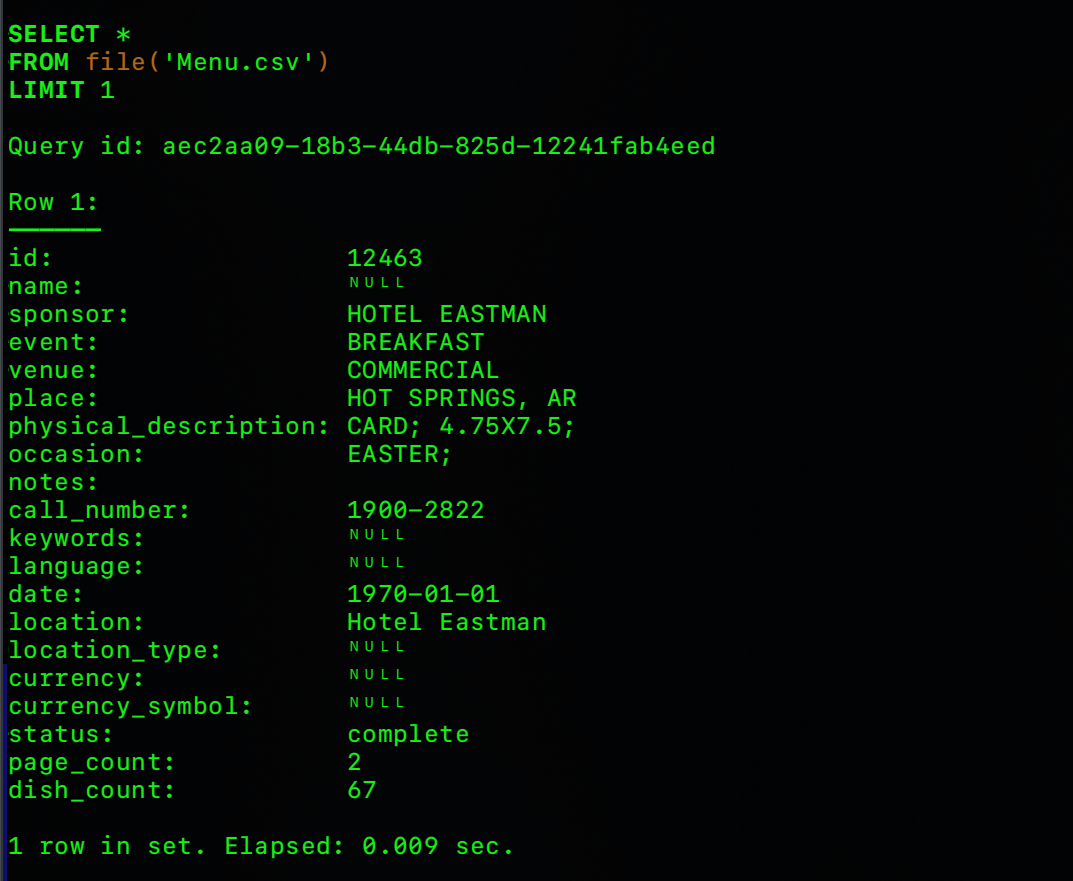 SELECT *
FROM file('Menu.csv')
LIMIT 1
Query id: aec2aa09-18b3-44db-825d-12241fab4eed
Row 1:
──────
id:                   12463
name:                 ᴺᵁᴸᴸ
sponsor:              HOTEL EASTMAN
event:                BREAKFAST
venue:                COMMERCIAL
place:                HOT SPRINGS, AR
physical_description: CARD; 4.75X7.5;
occasion:             EASTER;
notes:
call_number:          1900-2822
keywords:             ᴺᵁᴸᴸ
language:             ᴺᵁᴸᴸ
date:                 1970-01-01
location:             Hotel Eastman
location_type:        ᴺᵁᴸᴸ
currency:             ᴺᵁᴸᴸ
currency_symbol:      ᴺᵁᴸᴸ
status:               complete
page_count:           2
dish_count:           67
1 row in set. Elapsed: 0.009 sec.